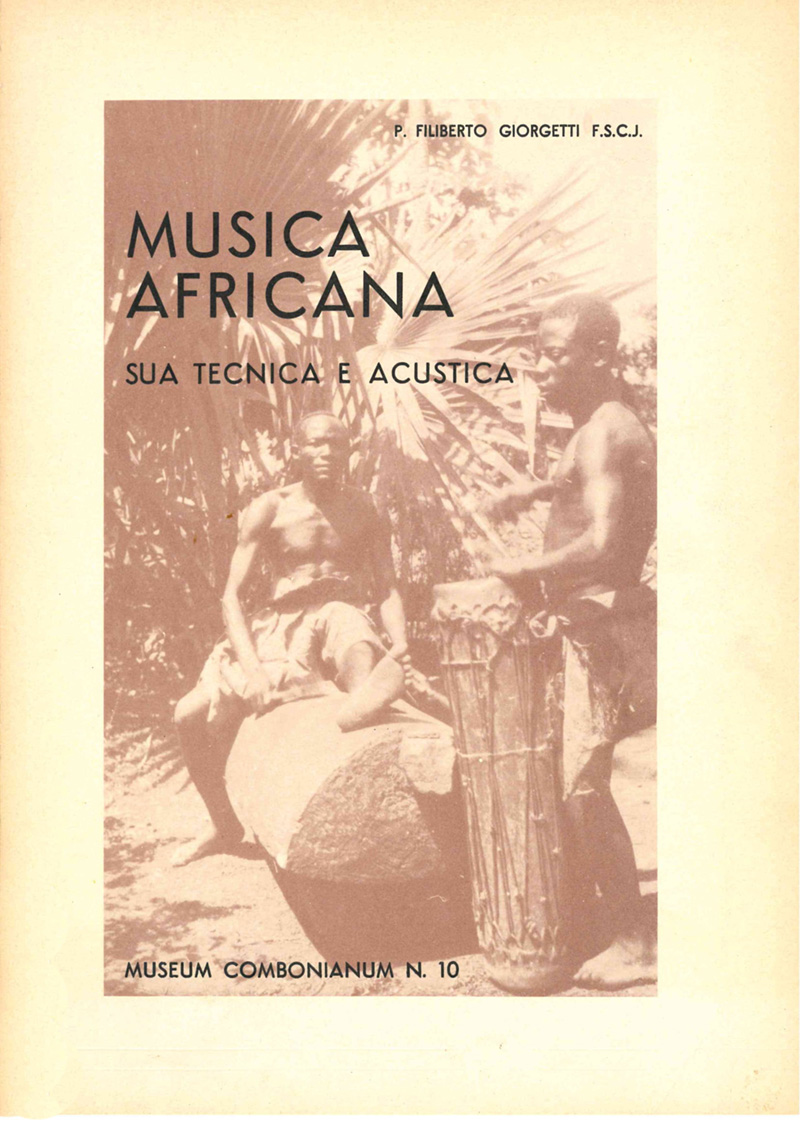 P. FILIBERTO GIORGETTI F.S.C.J.
MUSICA
AFRICANA
SUA TECNICA E ACUSTICA
MUSEUM COMBONIANUM N. 10